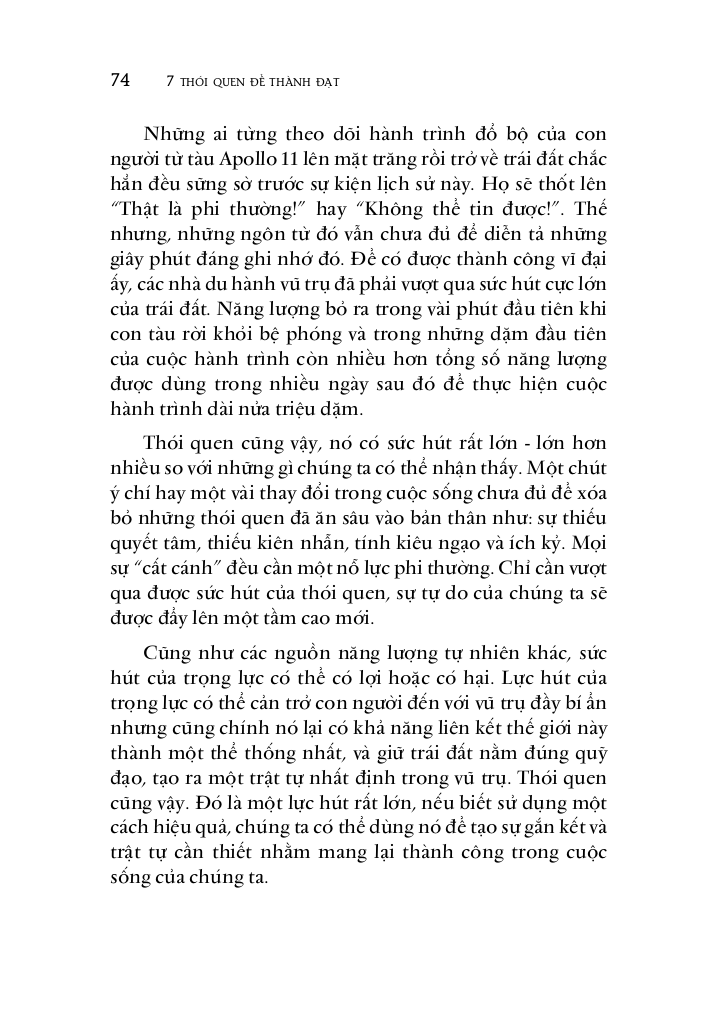 74 7 THÓI QUEN ĐỂ THÀNH ĐẠT
Những ai từng theo dõi hành trình đổ bộ của con
người từ tàu Apollo 11 lên mặt trăng rồi trở về trái đất chắc
hẳn đều sững sờ trước sự kiện lịch sử này. Họ sẽ thốt lên
“Thật là phi thường!” hay “Không thể tin được!”. Thế
nhưng, những ngôn từ đó vẫn chưa đủ để diễn tả những
giây phút đáng ghi nhớ đó. Để có được thành công vĩ đại
ấy, các nhà du hành vũ trụ đã phải vượt qua sức hút cực lớn
của trái đất. Năng lượng bỏ ra trong vài phút đầu tiên khi
con tàu rời khỏi bệ phóng và trong những dặm đầu tiên
của cuộc hành trình còn nhiều hơn tổng số năng lượng
được dùng trong nhiều ngày sau đó để thực hiện cuộc
hành trình dài nửa triệu dặm.
Thói quen cũng vậy, nó có sức hút rất lớn - lớn hơn
nhiều so với những gì chúng ta có thể nhận thấy. Một chút
ý chí hay một vài thay đổi trong cuộc sống chưa đủ để xóa
bỏ những thói quen đã ăn sâu vào bản thân như: sự thiếu
quyết tâm, thiếu kiên nhẫn, tính kiêu ngạo và ích kỷ. Mọi
sự “cất cánh” đều cần một nỗ lực phi thường. Chỉ cần vượt
qua được sức hút của thói quen, sự tự do của chúng ta sẽ
được đẩy lên một tầm cao mới.
Cũng như các nguồn năng lượng tự nhiên khác, sức
hút của trọng lực có thể có lợi hoặc có hại. Lực hút của
trọng lực có thể cản trở con người đến với vũ trụ đầy bí ẩn
nhưng cũng chính nó lại có khả năng liên kết thế giới này
thành một thể thống nhất, và giữ trái đất nằm đúng quỹ
đạo, tạo ra một trật tự nhất định trong vũ trụ. Thói quen
cũng vậy. Đó là một lực hút rất lớn, nếu biết sử dụng một
cách hiệu quả, chúng ta có thể dùng nó để tạo sự gắn kết và
trật tự cần thiết nhằm mang lại thành công trong cuộc
sống của chúng ta.